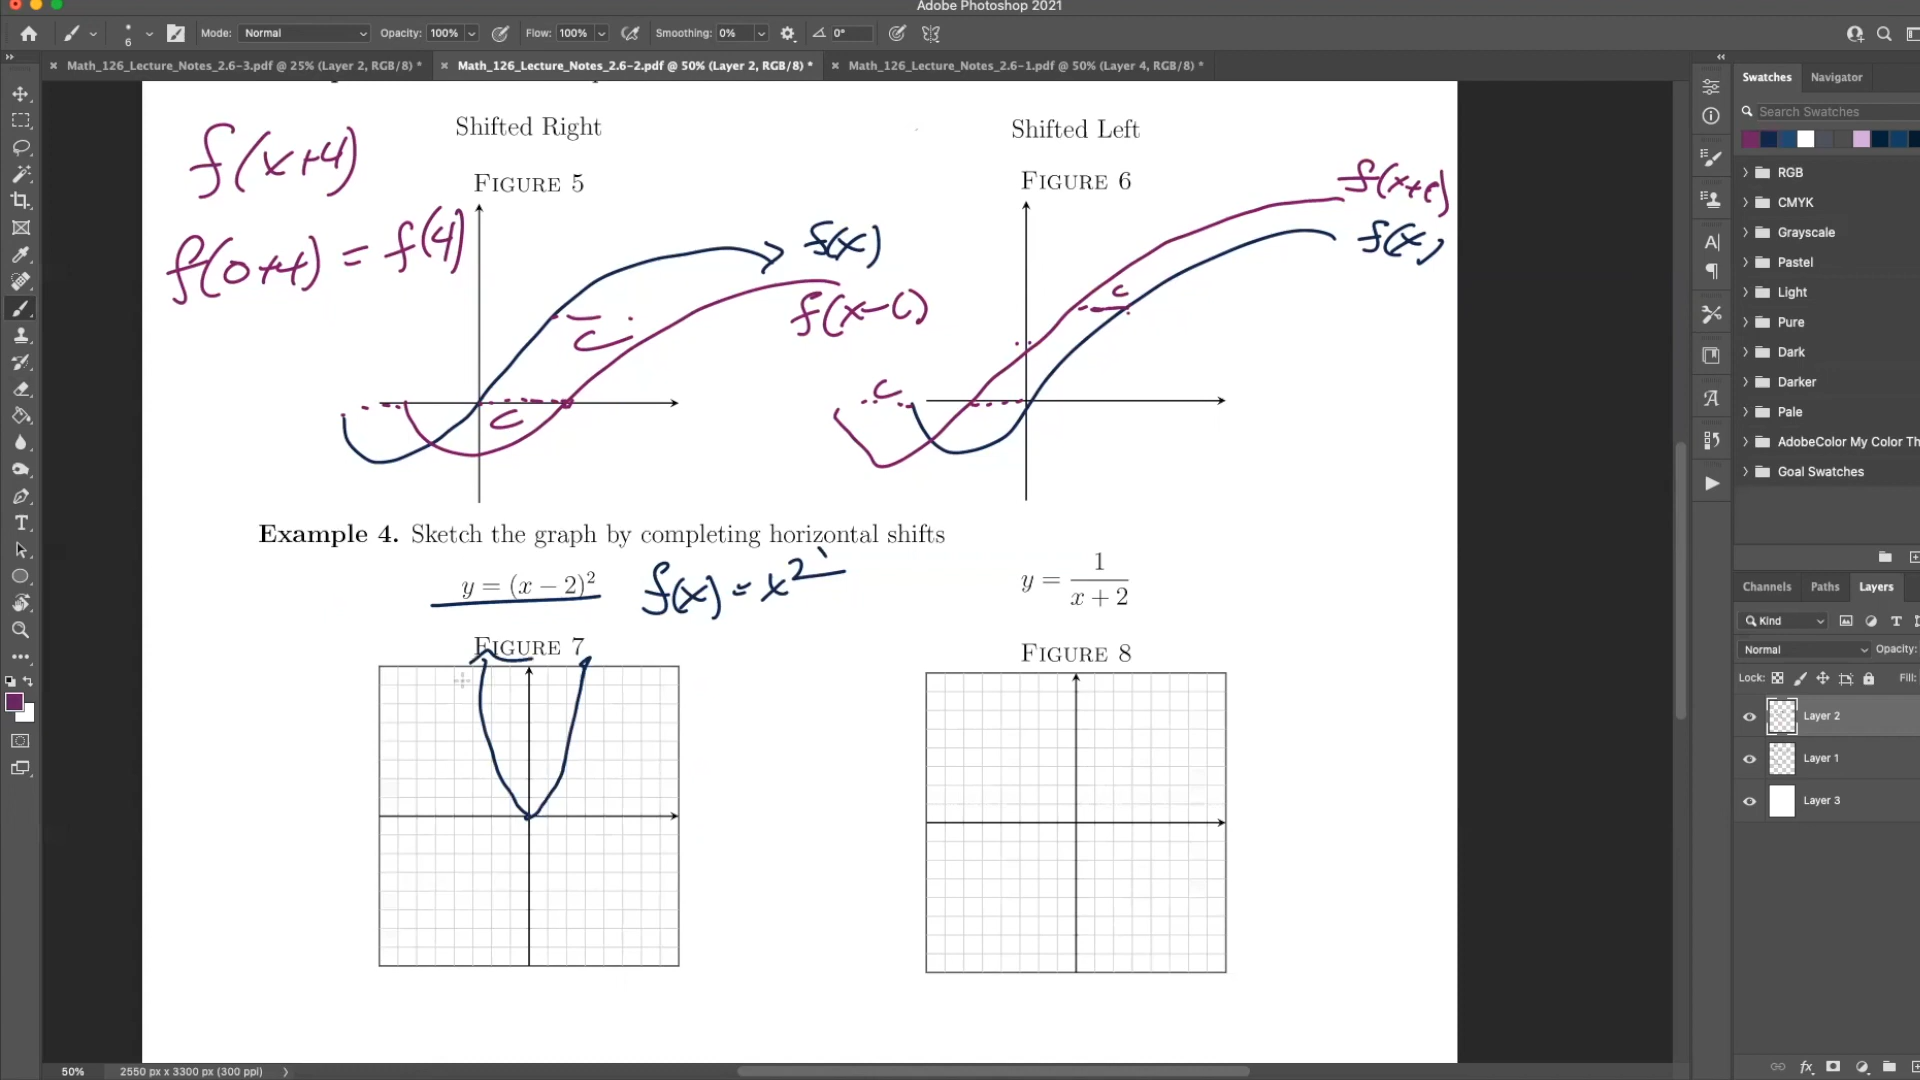 Adobe Photoshop 2021
6 Mode: Normal Opacity: 100% Flow: 100% Smoothing: 0% 0°
Math_126_Lecture_Notes_2.6-3.pdf @ 25% (Layer 2, RGB/8) * Math_126_Lecture_Notes_2.6-2.pdf @ 50% (Layer 2, RGB/8) * Math_126_Lecture_Notes_2.6-1.pdf @ 50% (Layer 4, RGB/8) *
Shifted Right
Shifted Left
f(x+4)
FIGURE 5
FIGURE 6
f(0+4) = f(4)
f(x)
f(x-c)
c
c
f(x+c)
f(x)
c
c
Example 4. Sketch the graph by completing horizontal shifts
y = (x − 2)² f(x) = x²
y = 1/(x + 2)
FIGURE 7
FIGURE 8
Swatches Navigator
Search Swatches
RGB
CMYK
Grayscale
Pastel
Light
Pure
Dark
Darker
Pale
AdobeColor My Color Th
Goal Swatches
Channels Paths Layers
Kind
Normal Opacity:
Lock: Fill:
Layer 2
Layer 1
Layer 3
50% 2550 px x 3300 px (300 ppi)